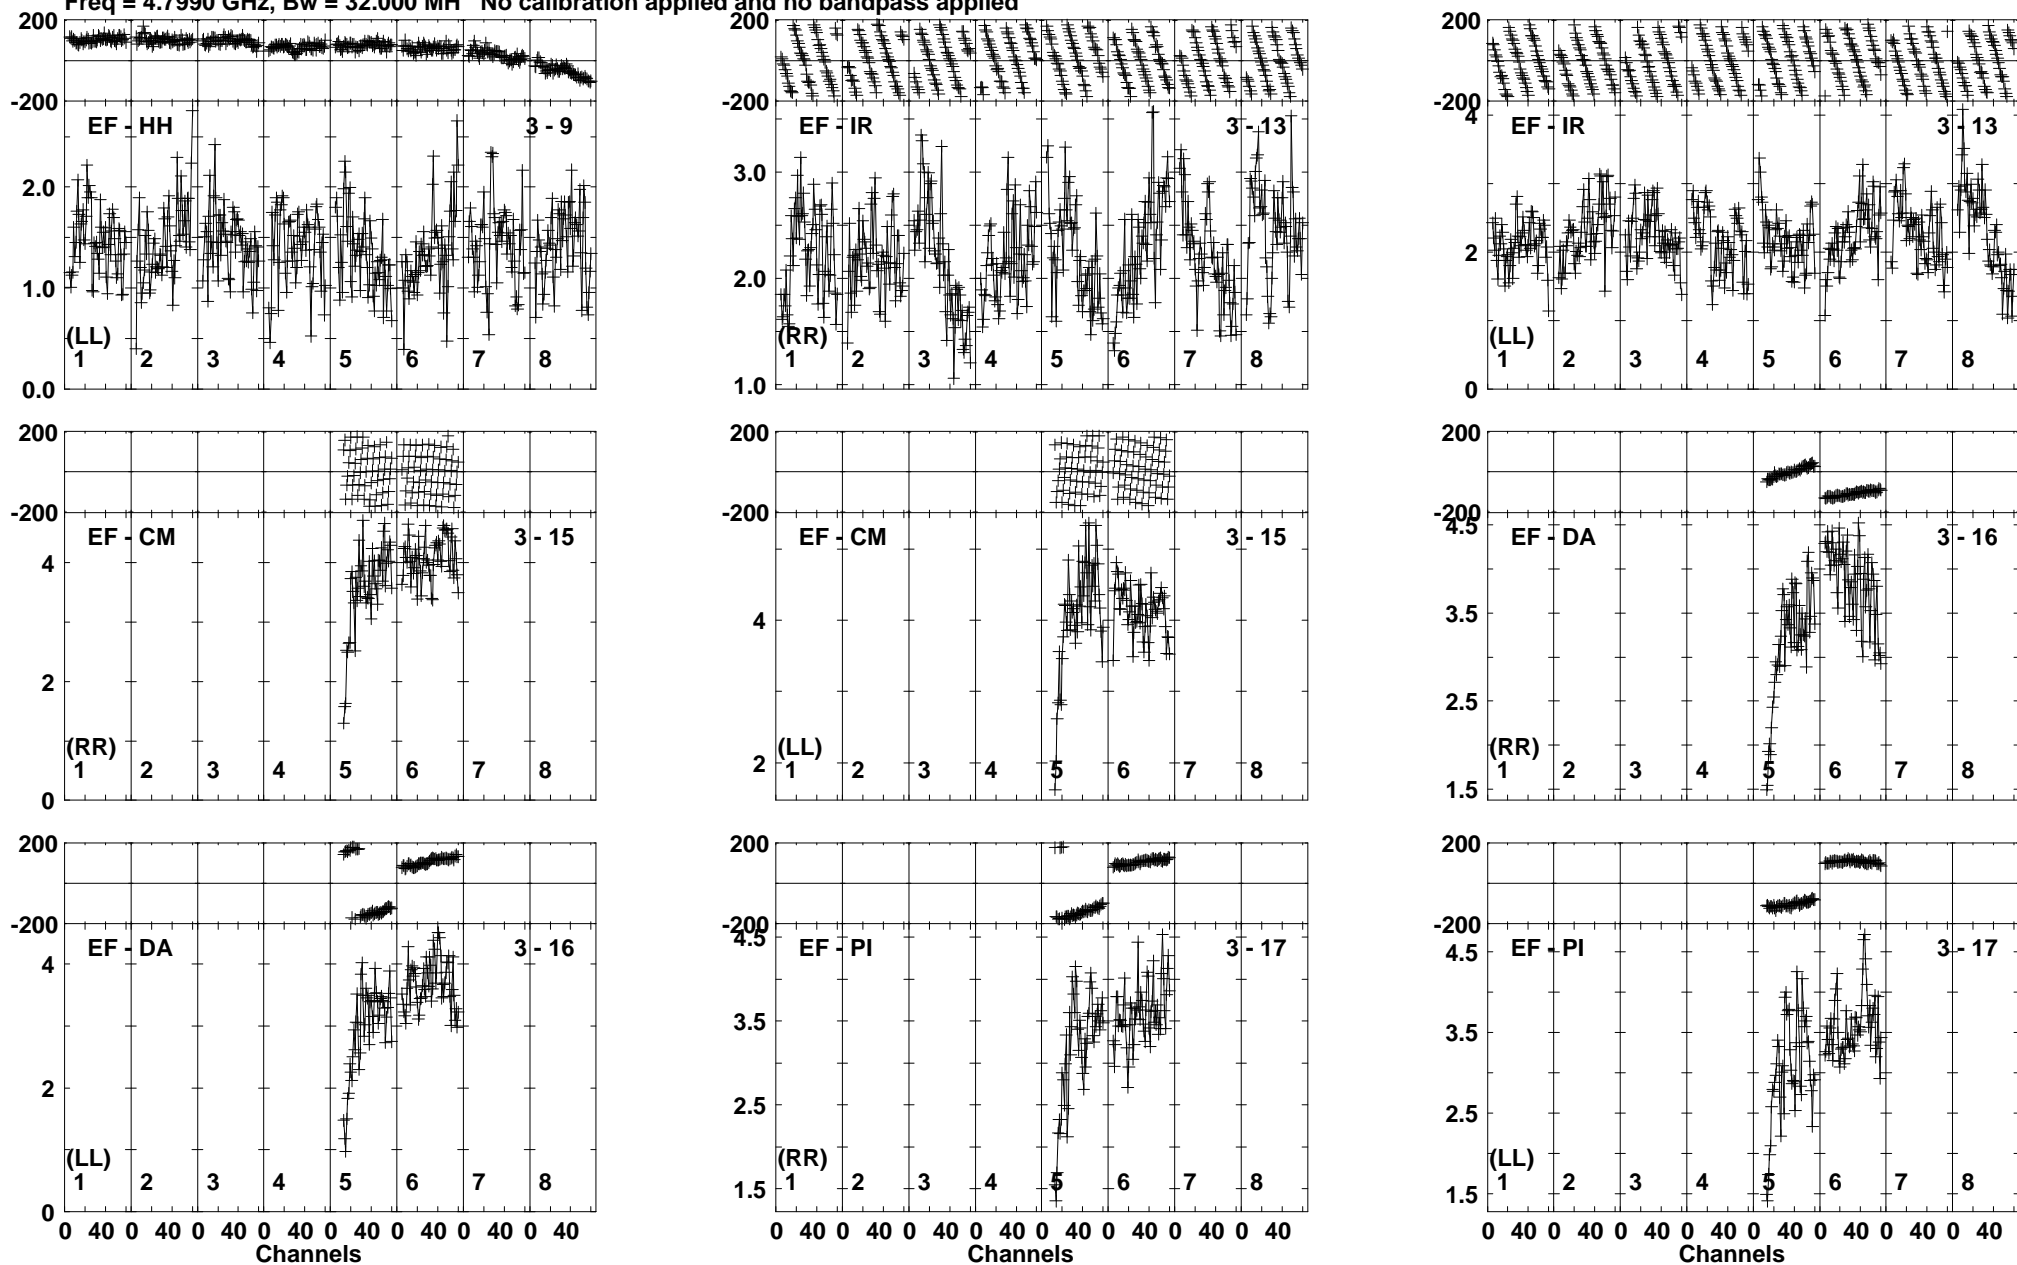 Freq = 4.7990 GHz, Bw = 32.000 MH No calibration applied and no bandpass applied
200 200 200
-200 -200 -200
EF - HH 3 - 9 EF - IR 3 - 13 EF - IR 3 - 13
4
3.0
2.0
2
2.0
1.0
(LL) (RR) (LL)
1 2 3 4 5 6 7 8 1 2 3 4 5 6 7 8 1 2 3 4 5 6 7 8
0.0 1.0 0
200 200 200
-200 -200 -200
EF - CM 3 - 15 EF - CM 3 - 15 EF - DA 3 - 16
4.5
4
4 3.5
2 2.5
(RR) (LL) (RR)
1 2 3 4 5 6 7 8 2 1 2 3 4 5 6 7 8 1 2 3 4 5 6 7 8
0 1.5
200 200 200
-200 -200 -200
EF - DA 3 - 16 EF - PI 3 - 17 EF - PI 3 - 17
4 4.5 4.5
3.5 3.5
2 2.5 2.5
(LL) (RR) (LL)
1 2 3 4 5 6 7 8 1 2 3 4 5 6 7 8 1 2 3 4 5 6 7 8
0 1.5 1.5
0 40 0 40 0 40 0 40 0 40 0 40 0 40 0 40 0 40 0 40 0 40 0 40 0 40 0 40 0 40 0 40 0 40 0 40 0 40 0 40 0 40 0 40 0 40 0 40
Channels Channels Channels